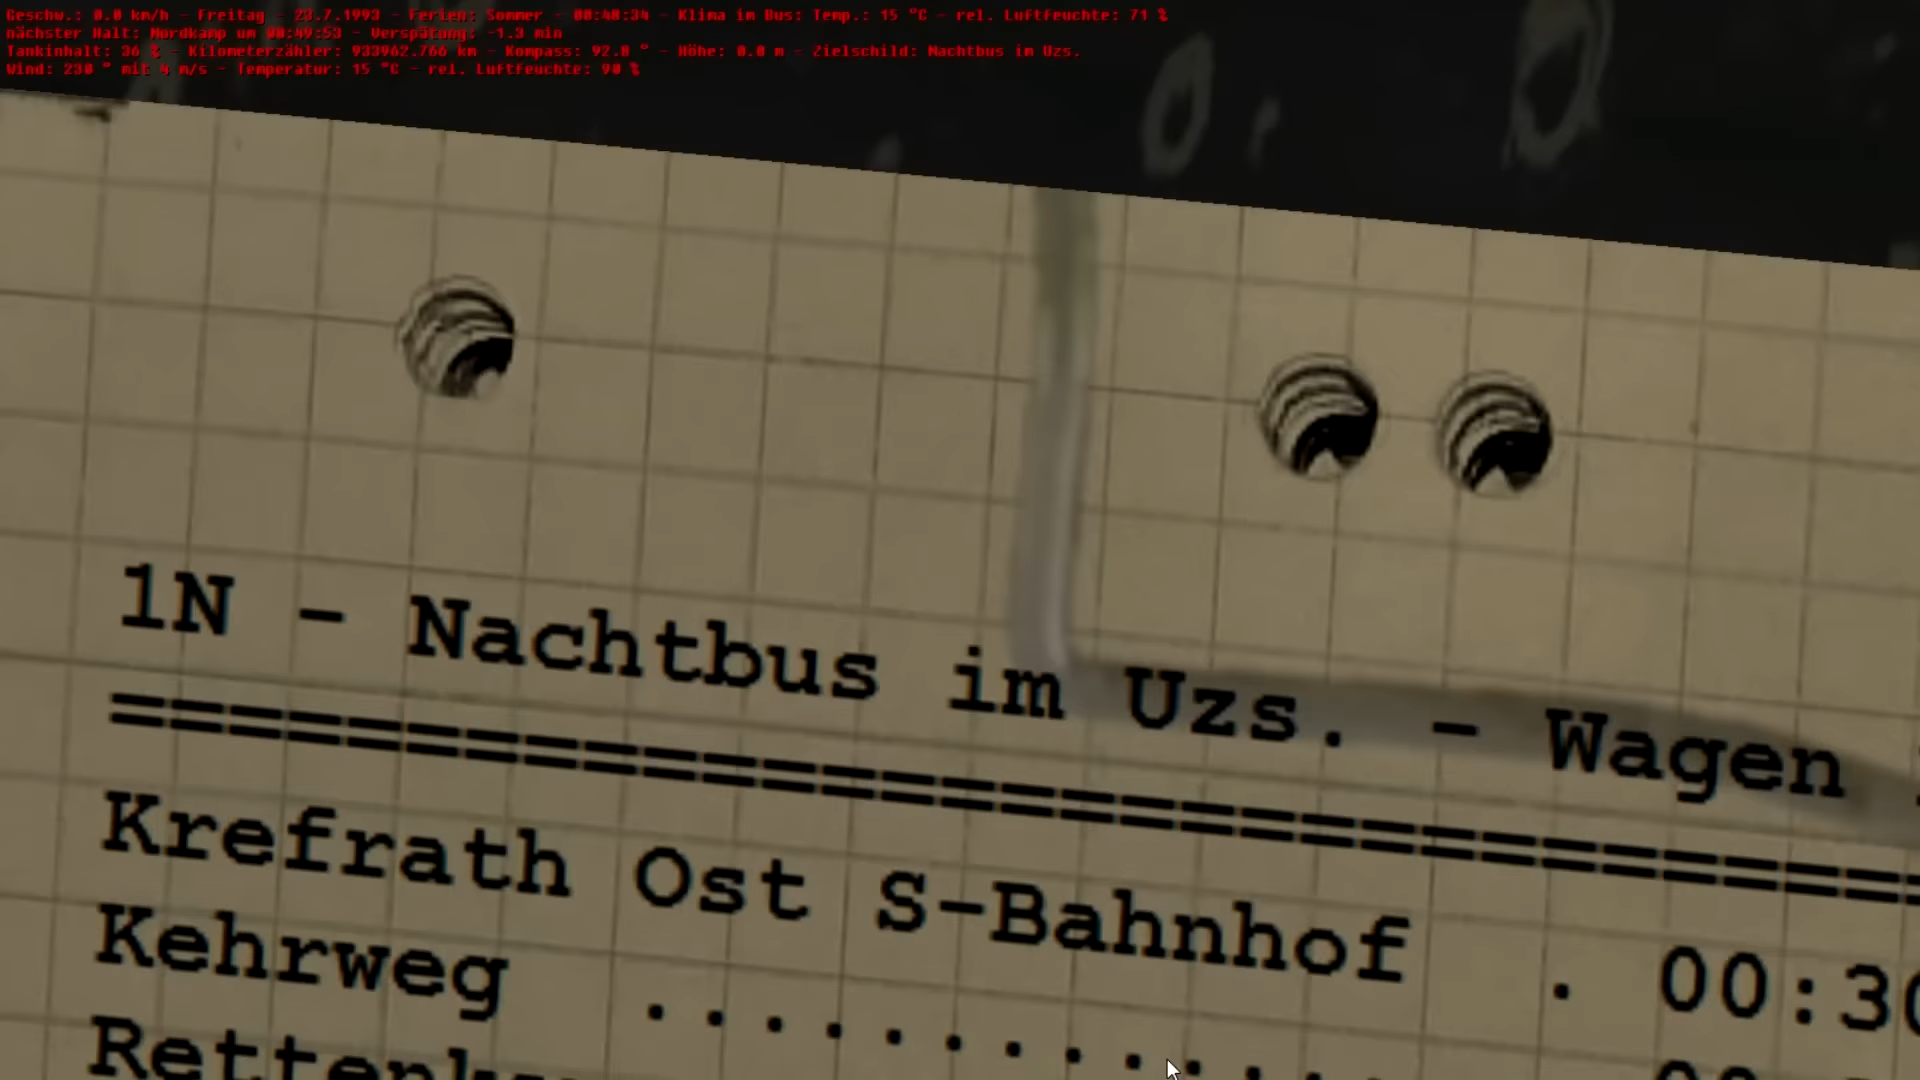 Geschw.: 0.0 km/h - Freitag - 23.7.1993 - Ferien: Sommer - 00:48:34 - Klima im Bus: Temp.: 15 °C - rel. Luftfeuchte: 71 %
nächster Halt: Nordkamp um 00:49:53 - Verspätung: -1.3 min
Tankinhalt: 36 % - Kilometerzähler: 933962.766 km - Kompass: 92.0 ° - Höhe: 0.0 m - Zielschild: Nachtbus im Uzs.
Wind: 230 ° mit 4 m/s - Temperatur: 15 °C - rel. Luftfeuchte: 90 %
1N - Nachtbus im Uzs. - Wagen
==============================
Krefrath Ost S-Bahnhof . 00:30
Kehrweg .............